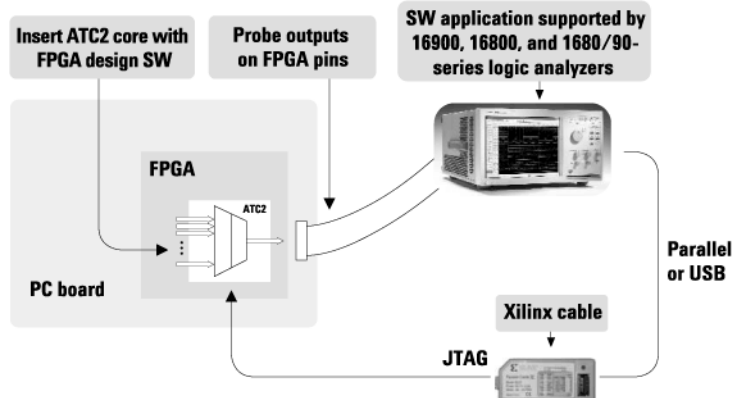 Insert ATC2 core with
FPGA design SW
Probe outputs
on FPGA pins
SW application supported by
16900, 16800, and 1680/90-
series logic analyzers
FPGA
ATC2
PC board
Parallel
or USB
Xilinx cable
JTAG